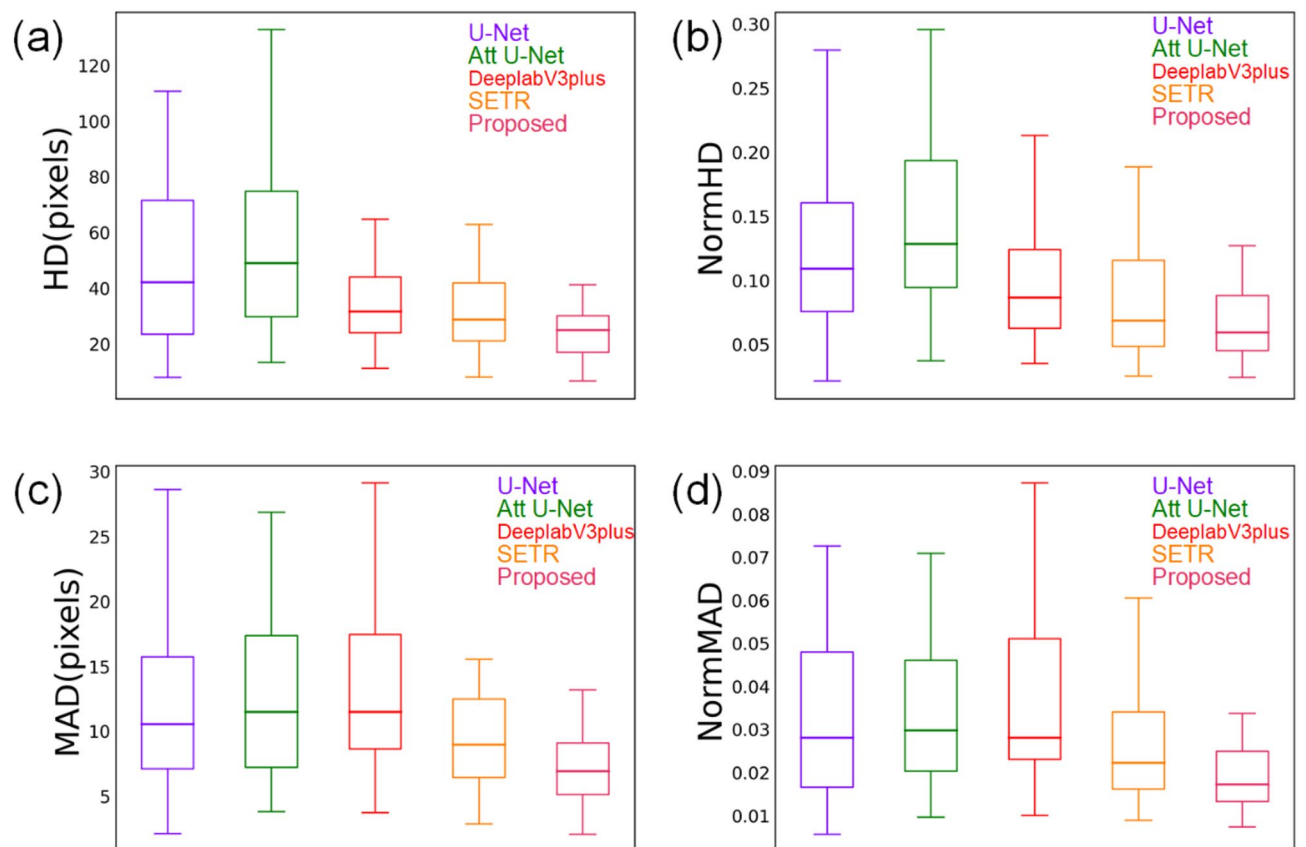 (a)
HD(pixels)
120
100
80
60
40
20
U-Net
Att U-Net
DeeplabV3plus
SETR
Proposed
(b)
NormHD
0.30
0.25
0.20
0.15
0.10
0.05
U-Net
Att U-Net
DeeplabV3plus
SETR
Proposed
(c)
MAD(pixels)
30
25
20
15
10
5
U-Net
Att U-Net
DeeplabV3plus
SETR
Proposed
(d)
NormMAD
0.09
0.08
0.07
0.06
0.05
0.04
0.03
0.02
0.01
U-Net
Att U-Net
DeeplabV3plus
SETR
Proposed